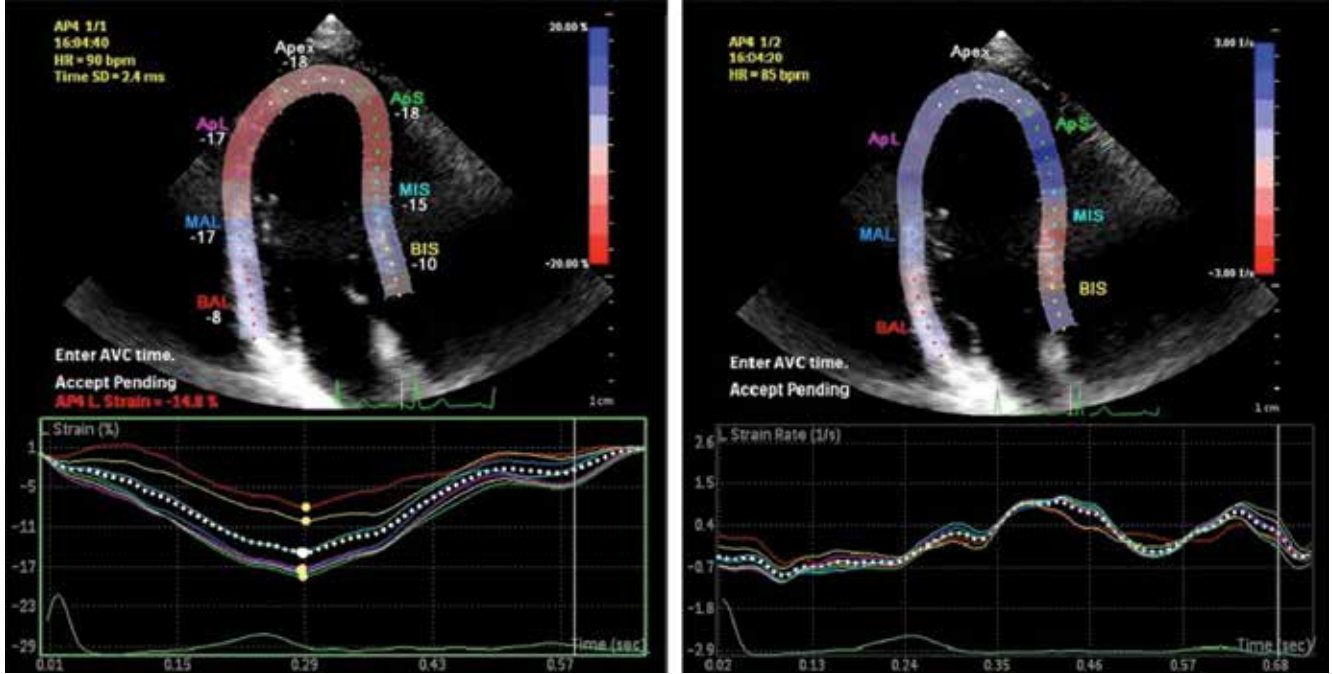 AP4 1/1
16:04:40
HR = 90 bpm
Time SD = 2.4 ms
20.00 %
Apex
-18
ApS
-18
ApL
-17
MIS
-15
MAL
-17
BIS
-10
-20.00 %
BAL
-8
Enter AVC time.
Accept Pending
AP4 L. Strain = -14.8 %
1 cm
L Strain (%)
1
-5
-11
-17
-23
-29
Time (sec)
0.01 0.15 0.29 0.43 0.57
AP4 1/2
16:04:20
HR = 85 bpm
3.00 1/s
Apex
ApS
ApL
MIS
MAL
-3.00 1/s
BIS
BAL
Enter AVC time.
Accept Pending
1 cm
L Strain Rate (1/s)
2.6
1.5
0.4
-0.7
-1.8
-2.9
Time (sec)
0.02 0.13 0.24 0.35 0.46 0.57 0.68